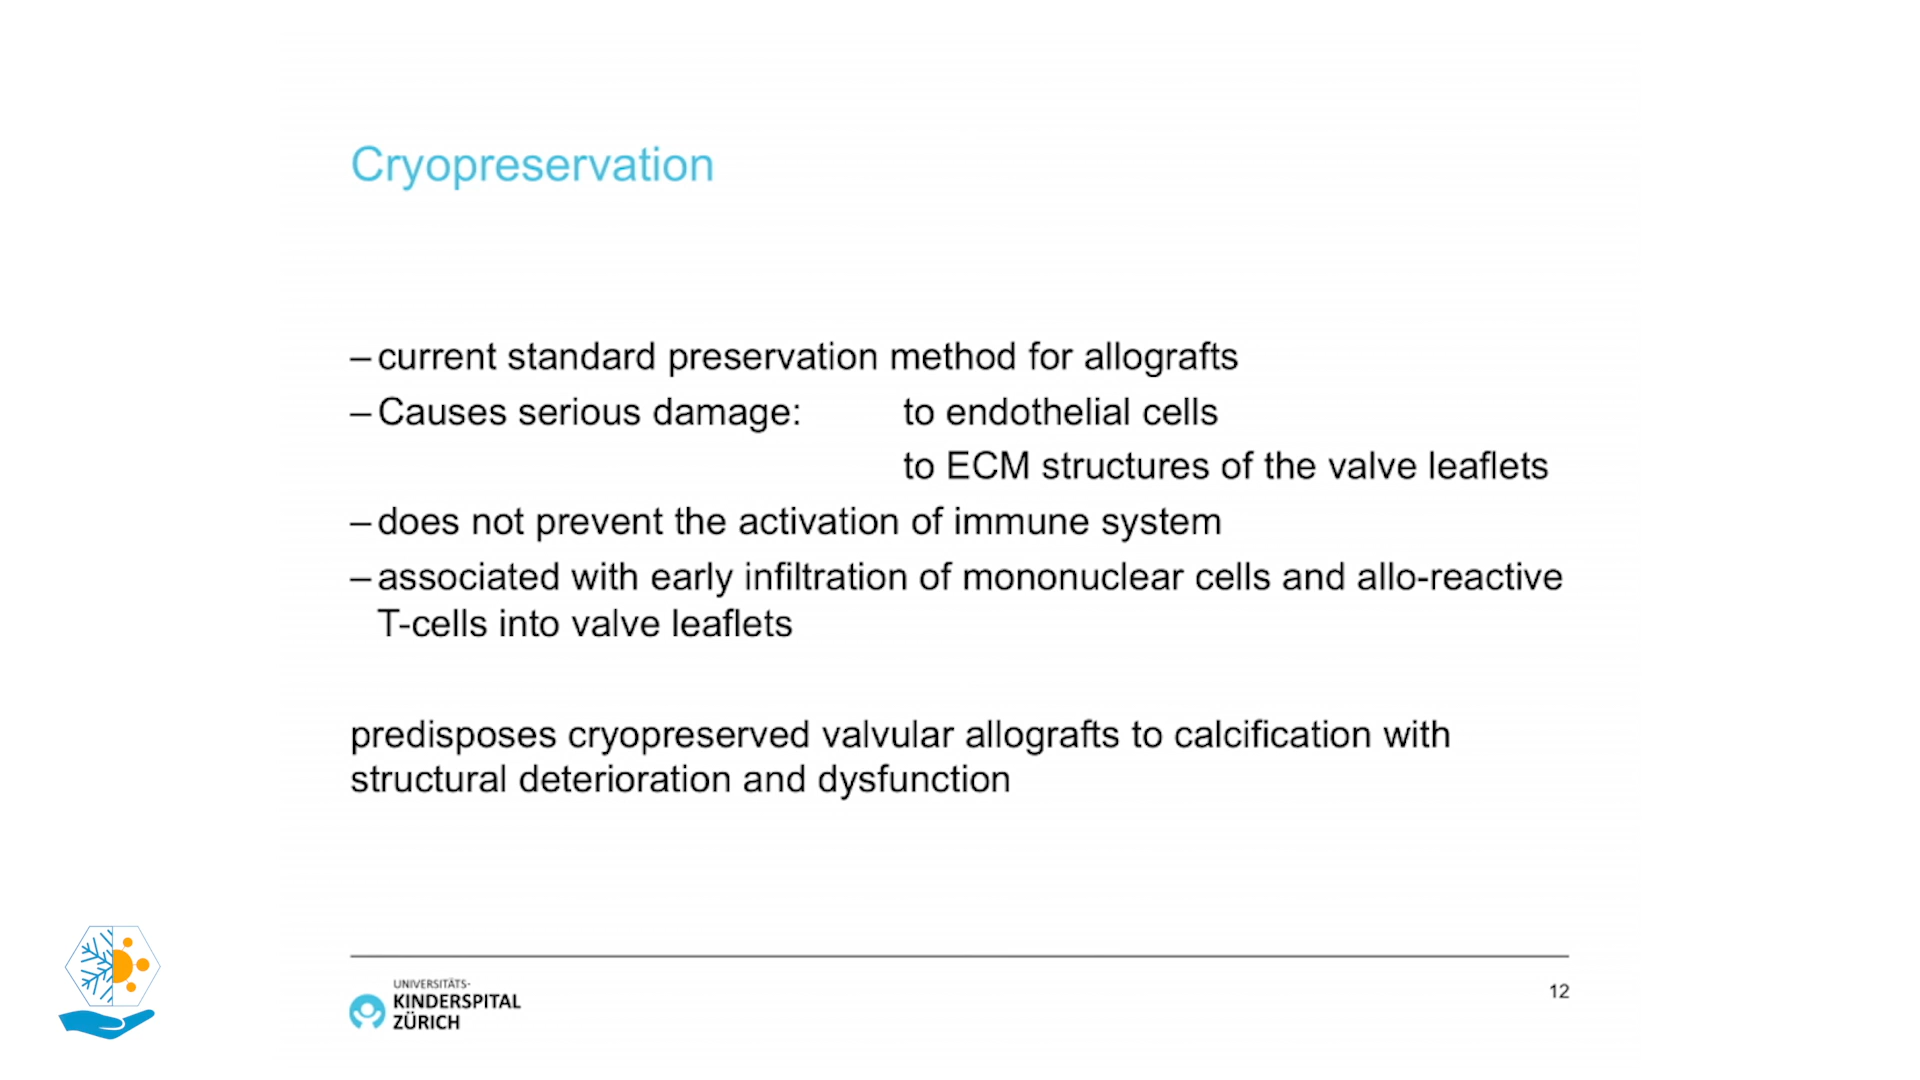 Cryopreservation
– current standard preservation method for allografts
– Causes serious damage: to endothelial cells
to ECM structures of the valve leaflets
– does not prevent the activation of immune system
– associated with early infiltration of mononuclear cells and allo-reactive
T-cells into valve leaflets
predisposes cryopreserved valvular allografts to calcification with
structural deterioration and dysfunction
UNIVERSITÄTS-
KINDERSPITAL
ZÜRICH
12